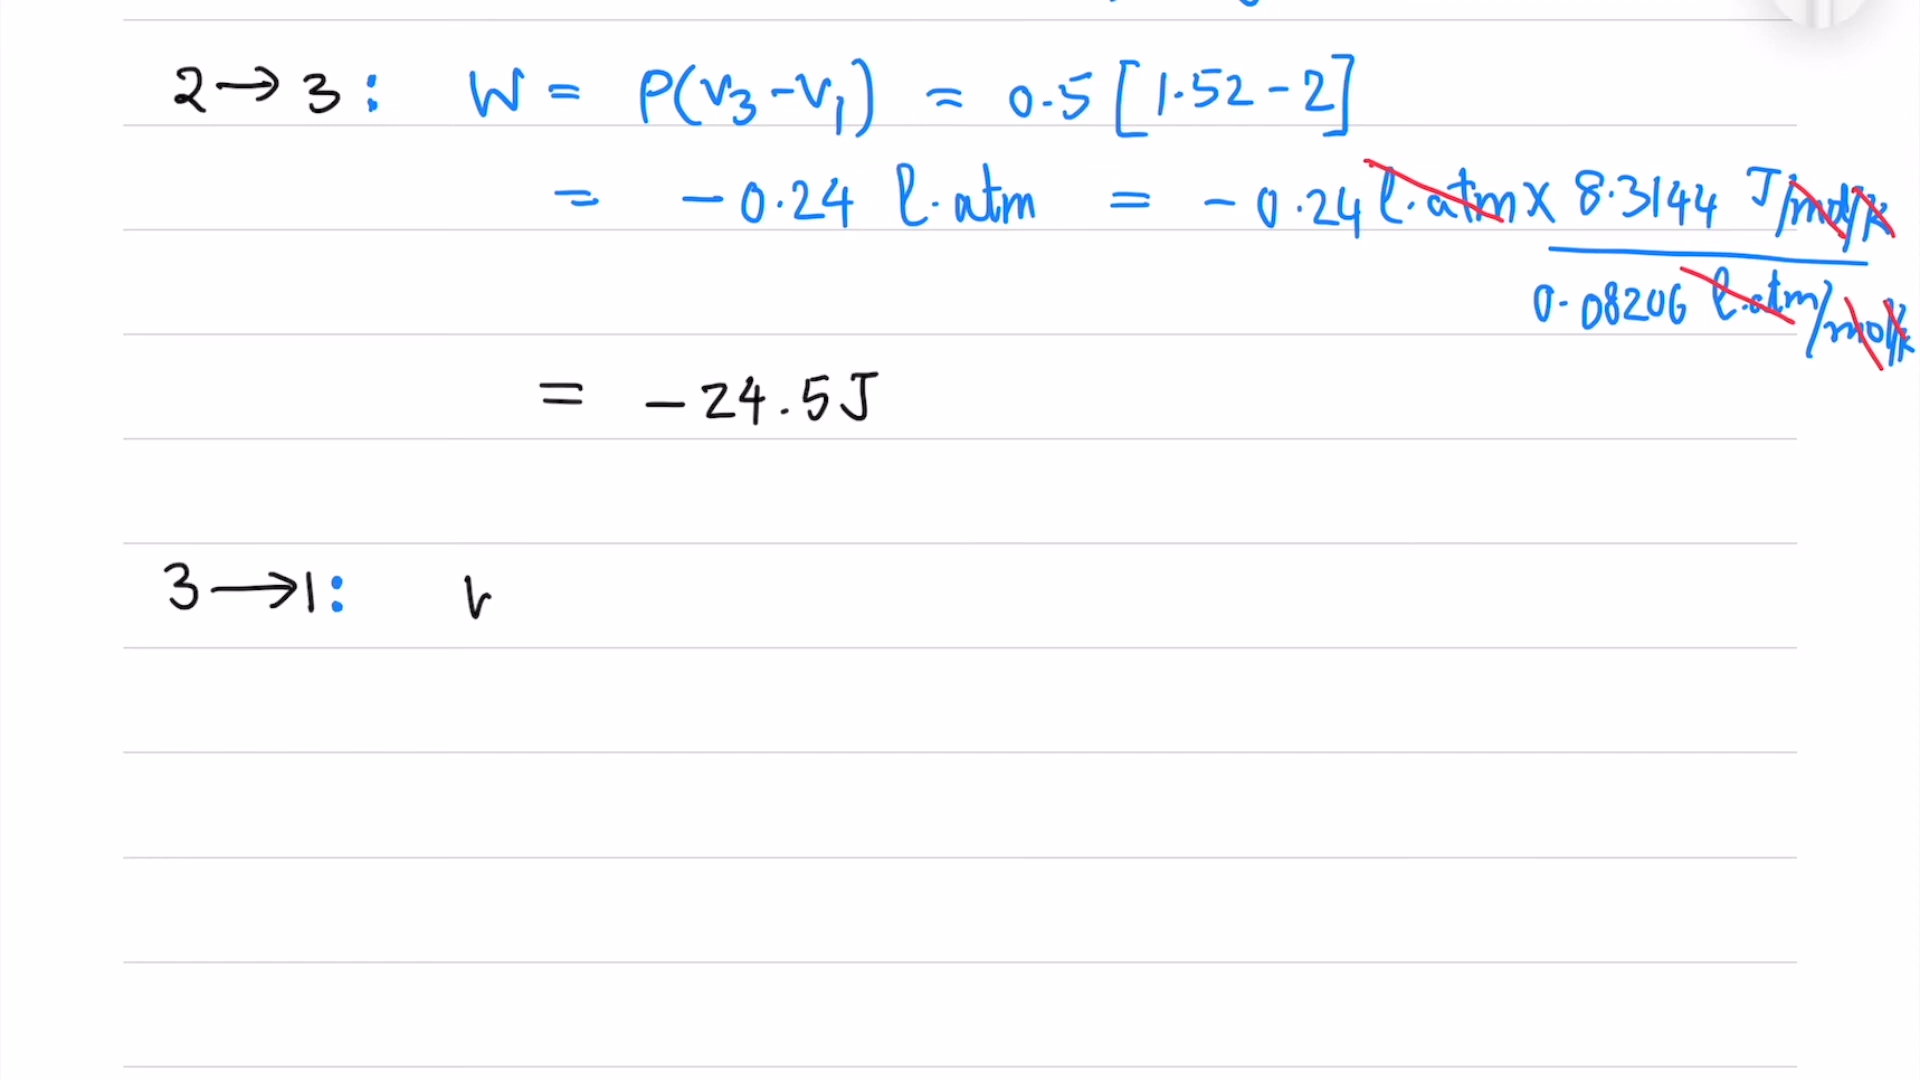 2 → 3 : W = P(V3 - V1) = 0.5 [1.52 - 2]
= - 0.24 l.atm = - 0.24 l.atm x 8.3144 J/mol/k
0.08206 l.atm/mol/k
= - 24.5J
3 → 1 :